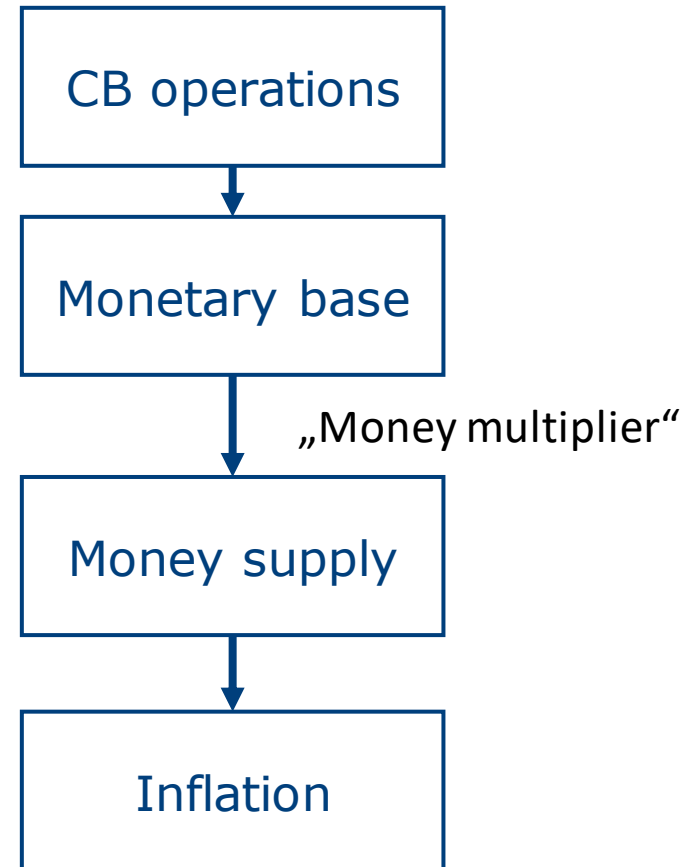 CB operations
Monetary base
„Money multiplier“
Money supply
Inflation